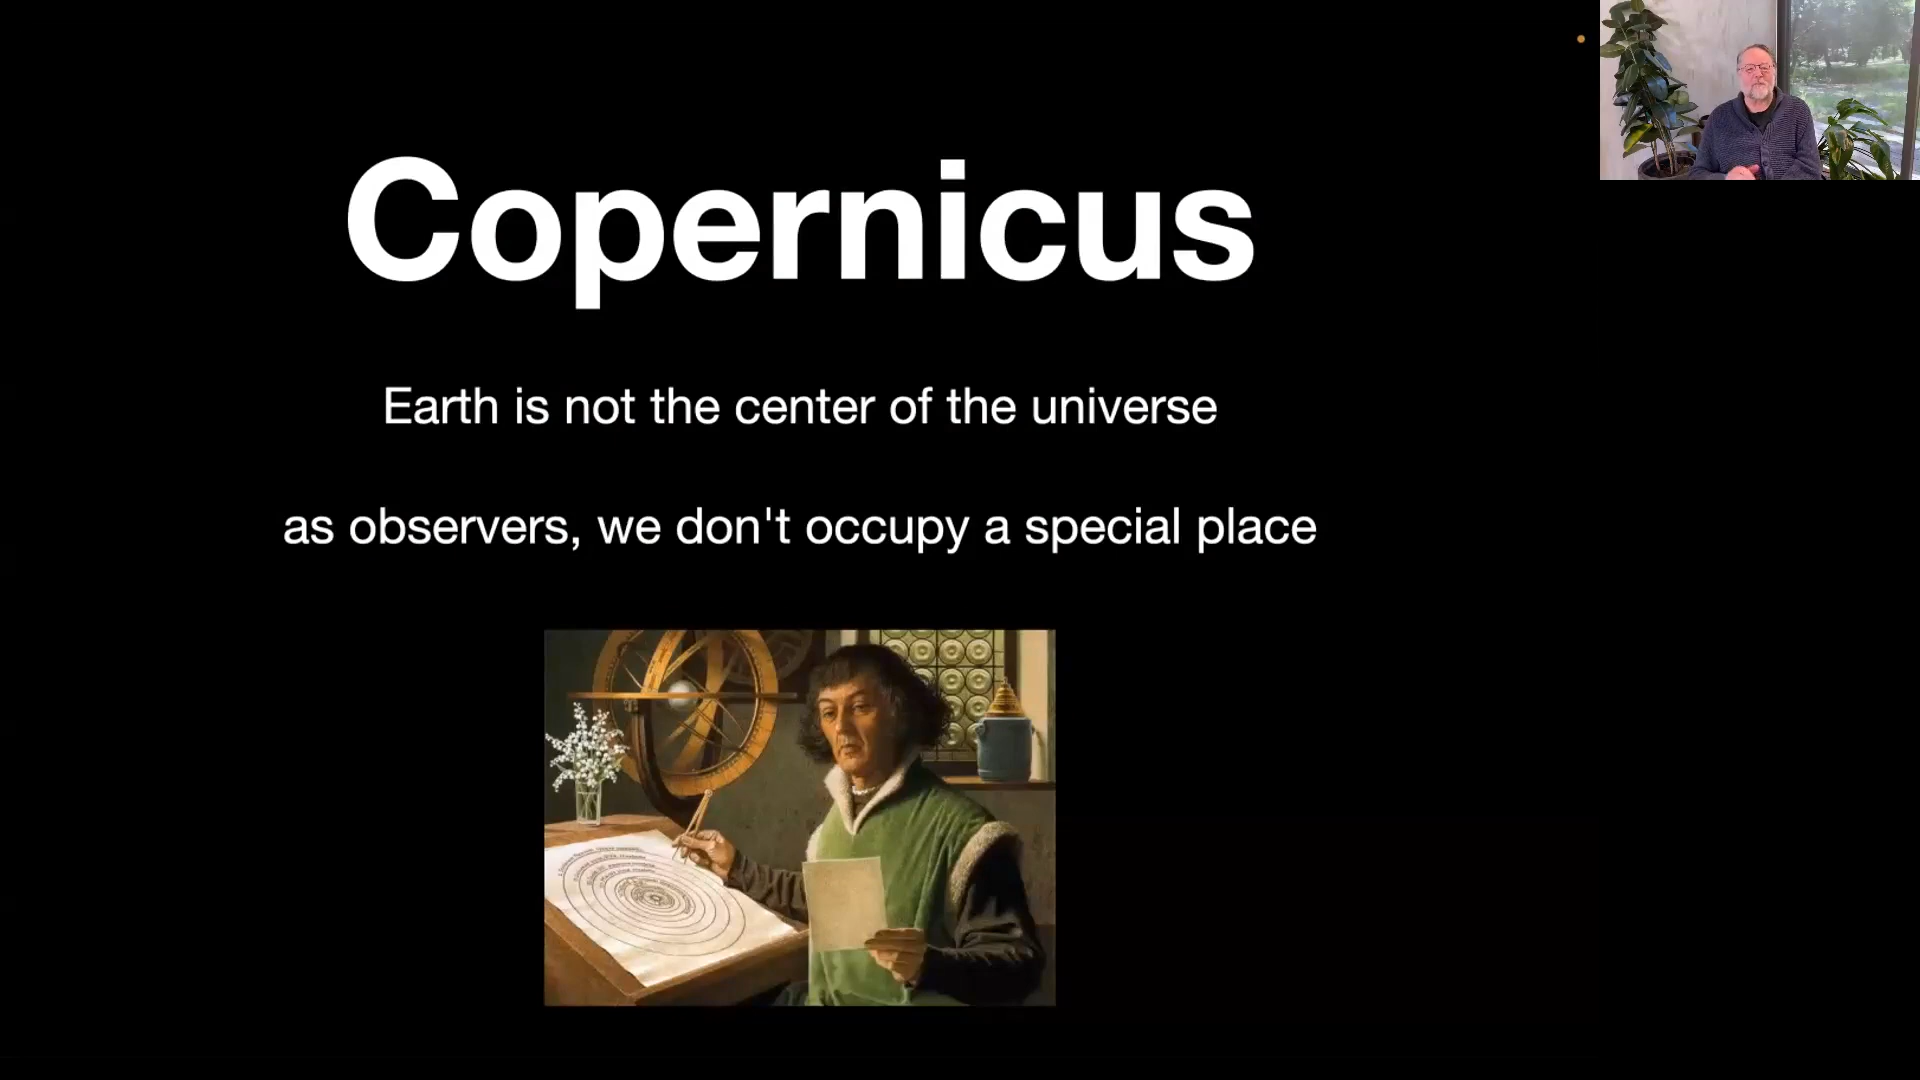 Copernicus
Earth is not the center of the universe
as observers, we don't occupy a special place